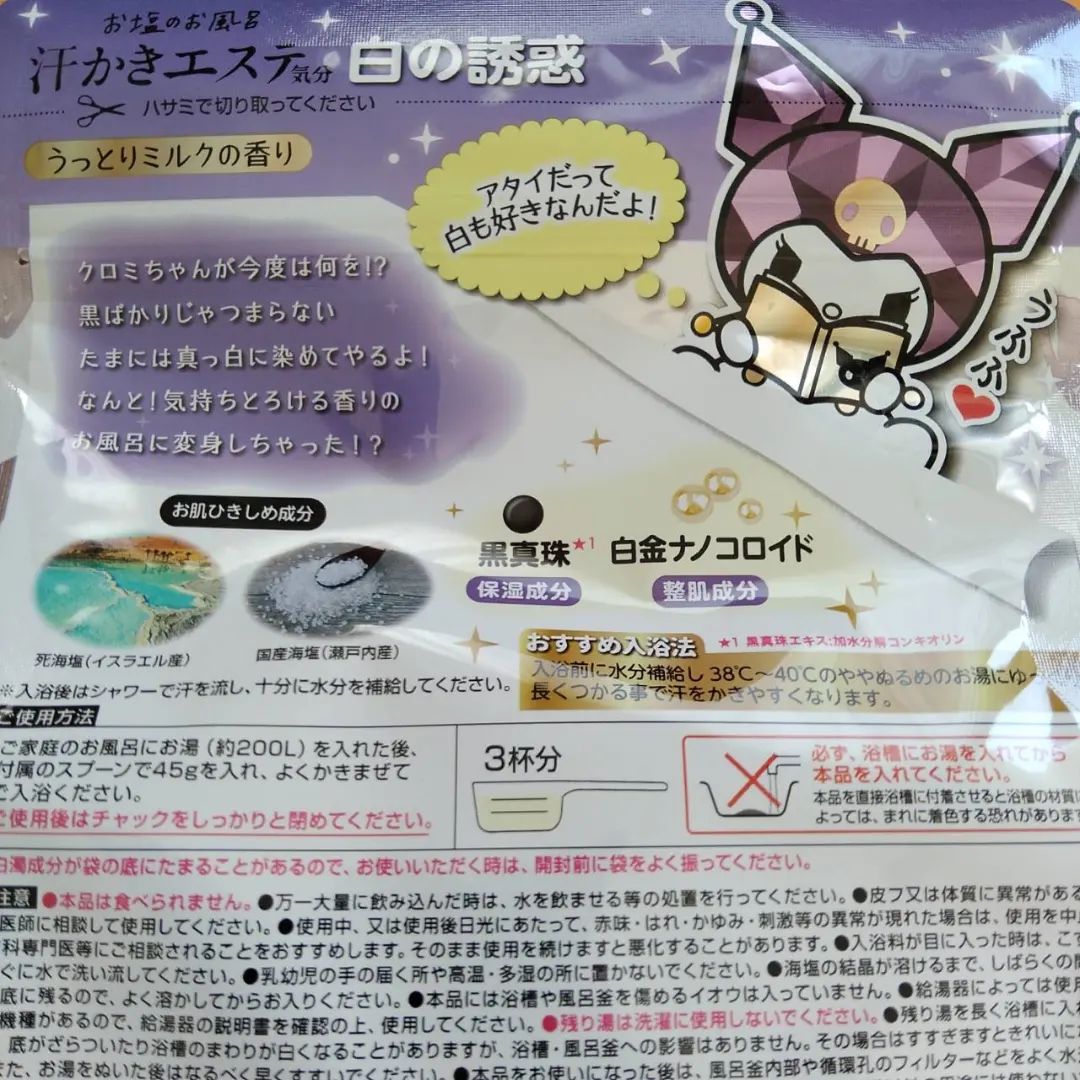 お塩のお風呂
汗かきエステ気分 白の誘惑
ハサミで切り取ってください
うっとりミルクの香り
アタイだって
白も好きなんだよ!
うふふ
クロミちゃんが今度は何を!?
黒ばかりじゃつまらない
たまには真っ白に染めてやるよ!
なんと!気持ちとろける香りの
お風呂に変身しちゃった!?
お肌ひきしめ成分
死海塩(イスラエル産)
国産海塩(瀬戸内産)
黒真珠★1
保湿成分
白金ナノコロイド
整肌成分
★1 黒真珠エキス:加水分解コンキオリン
おすすめ入浴法
入浴前に水分補給し 38℃〜40℃のややぬるめのお湯にゆっ
長くつかる事で汗をかきやすくなります。
※入浴後はシャワーで汗を流し、十分に水分を補給してください。
ご使用方法
ご家庭のお風呂にお湯(約200L)を入れた後、
付属のスプーンで45gを入れ、よくかきまぜて
ご入浴ください。
ご使用後はチャックをしっかりと閉めてください。
3杯分
必ず、浴槽にお湯を入れてから
本品を入れてください。
本品を直接浴槽に付着させると浴槽の材質に
よっては、まれに着色する恐れがあります
白濁成分が袋の底にたまることがあるので、お使いいただく時は、開封前に袋をよく振ってください。
注意 ●本品は食べられません。●万一大量に飲み込んだ時は、水を飲ませる等の処置を行ってください。●皮フ又は体質に異常がある
医師に相談して使用してください。●使用中、又は使用後日光にあたって、赤味・はれ・かゆみ・刺激等の異常が現れた場合は、使用を中
科専門医等にご相談されることをおすすめします。そのまま使用を続けますと悪化することがあります。●入浴料が目に入った時は、こす
ぐに水で洗い流してください。●乳幼児の手の届く所や高温・多湿の所に置かないでください。●海塩の結晶が溶けるまで、しばらくの間
底に残るので、よく溶かしてからお入りください。●本品には浴槽や風呂釜を傷めるイオウは入っていません。●給湯器によっては使用
機種があるので、給湯器の説明書を確認の上、使用してください。●残り湯は洗濯に使用しないでください。●残り湯を長く浴槽に入
底がざらついたり浴槽のまわりが白くなることがありますが、浴槽・風呂釜への影響はありません。その場合はすすぎますときれいに
また、お湯をぬいた後はなるべく早くすすいでください。●本品をお使いになった後は、風呂釜内部や循環孔のフィルターなどをよく水